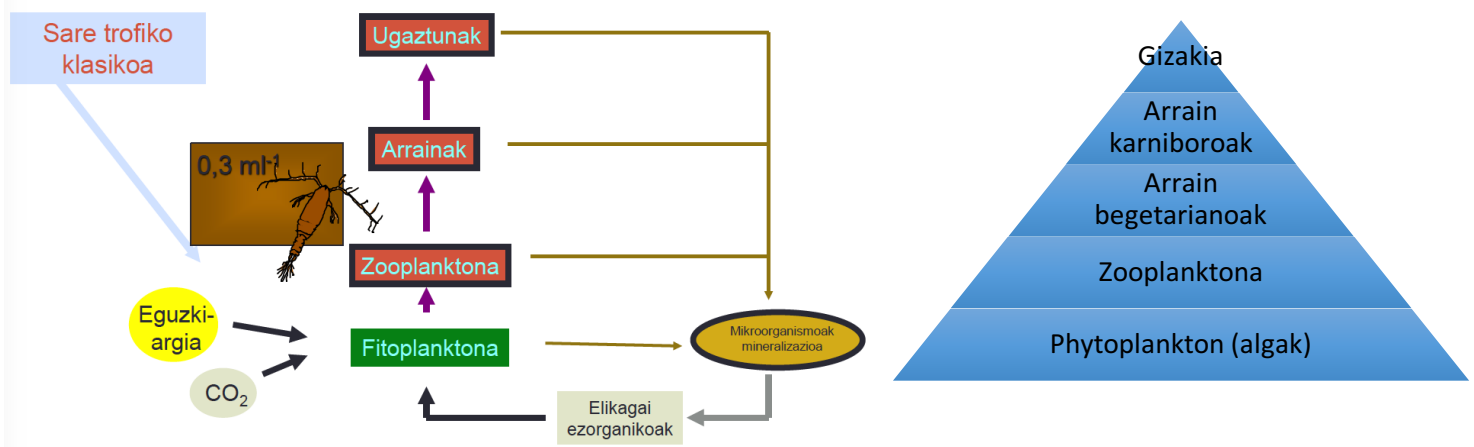 Sare trofiko
klasikoa
Ugaztunak
Arrainak
0,3 ml⁻¹
Zooplanktona
Eguzki-
argia
Fitoplanktona
CO₂
Mikroorganismoak
mineralizazioa
Elikagai
ezorganikoak
Gizakia
Arrain
karniboroak
Arrain
begetarianoak
Zooplanktona
Phytoplankton (algak)